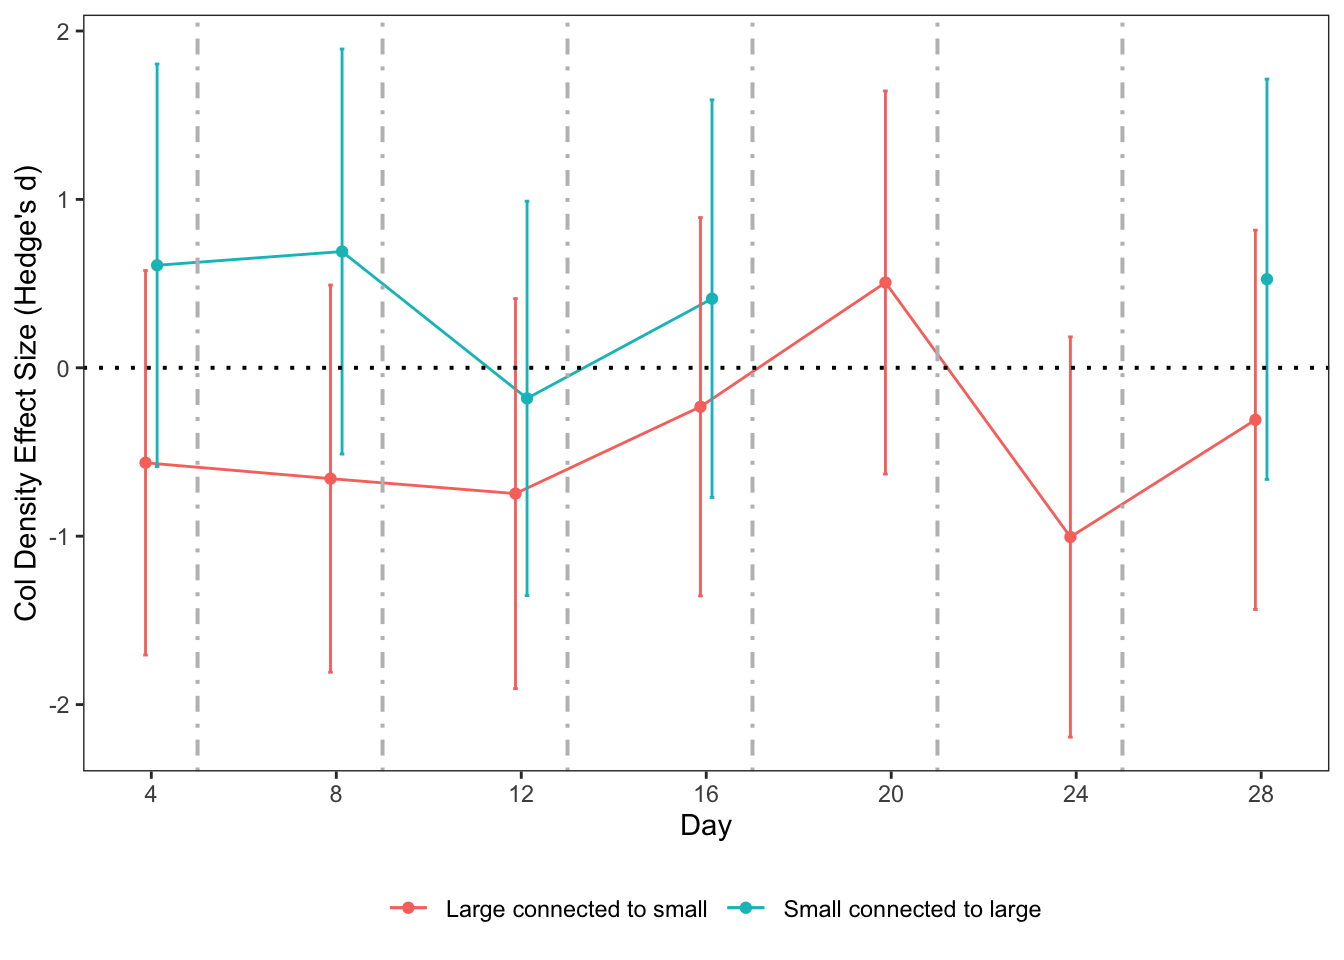 2
1
0
-1
-2
Col Density Effect Size (Hedge's d)
4 8 12 16 20 24 28
Day
Large connected to small Small connected to large